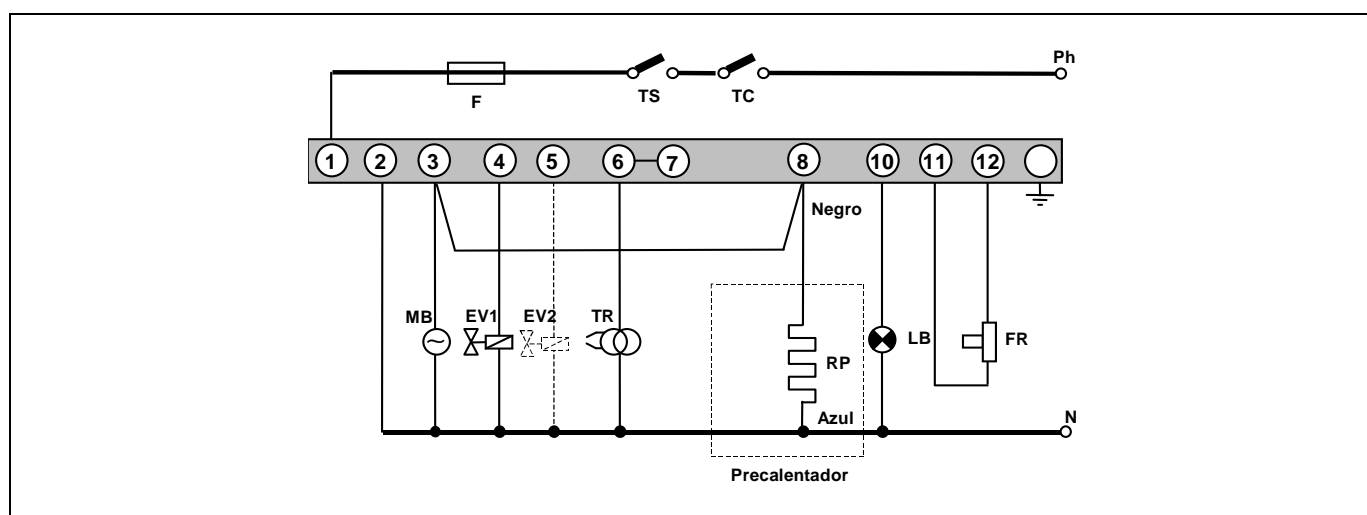 Ph
F
TS
TC
1 2 3 4 5 6 7 8 10 11 12
Negro
MB
EV1
EV2
TR
RP
LB
FR
Azul
N
Precalentador